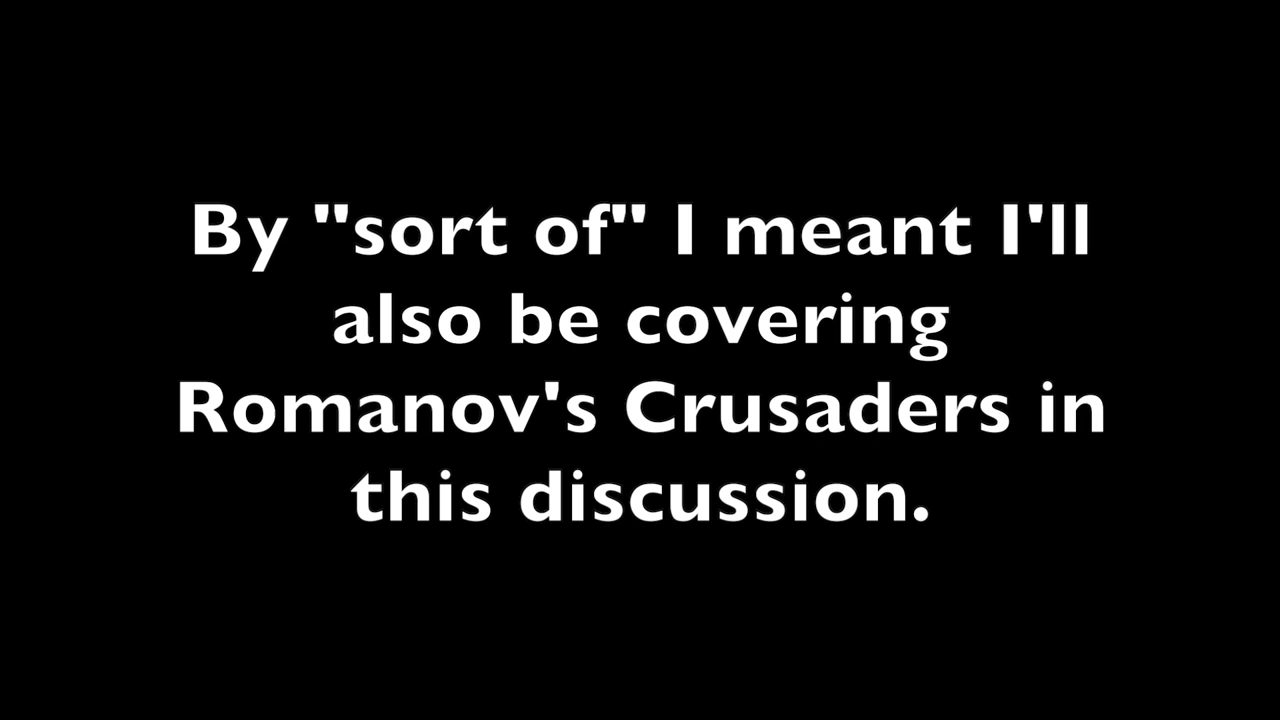 By "sort of" I meant I'll
also be covering
Romanov's Crusaders in
this discussion.